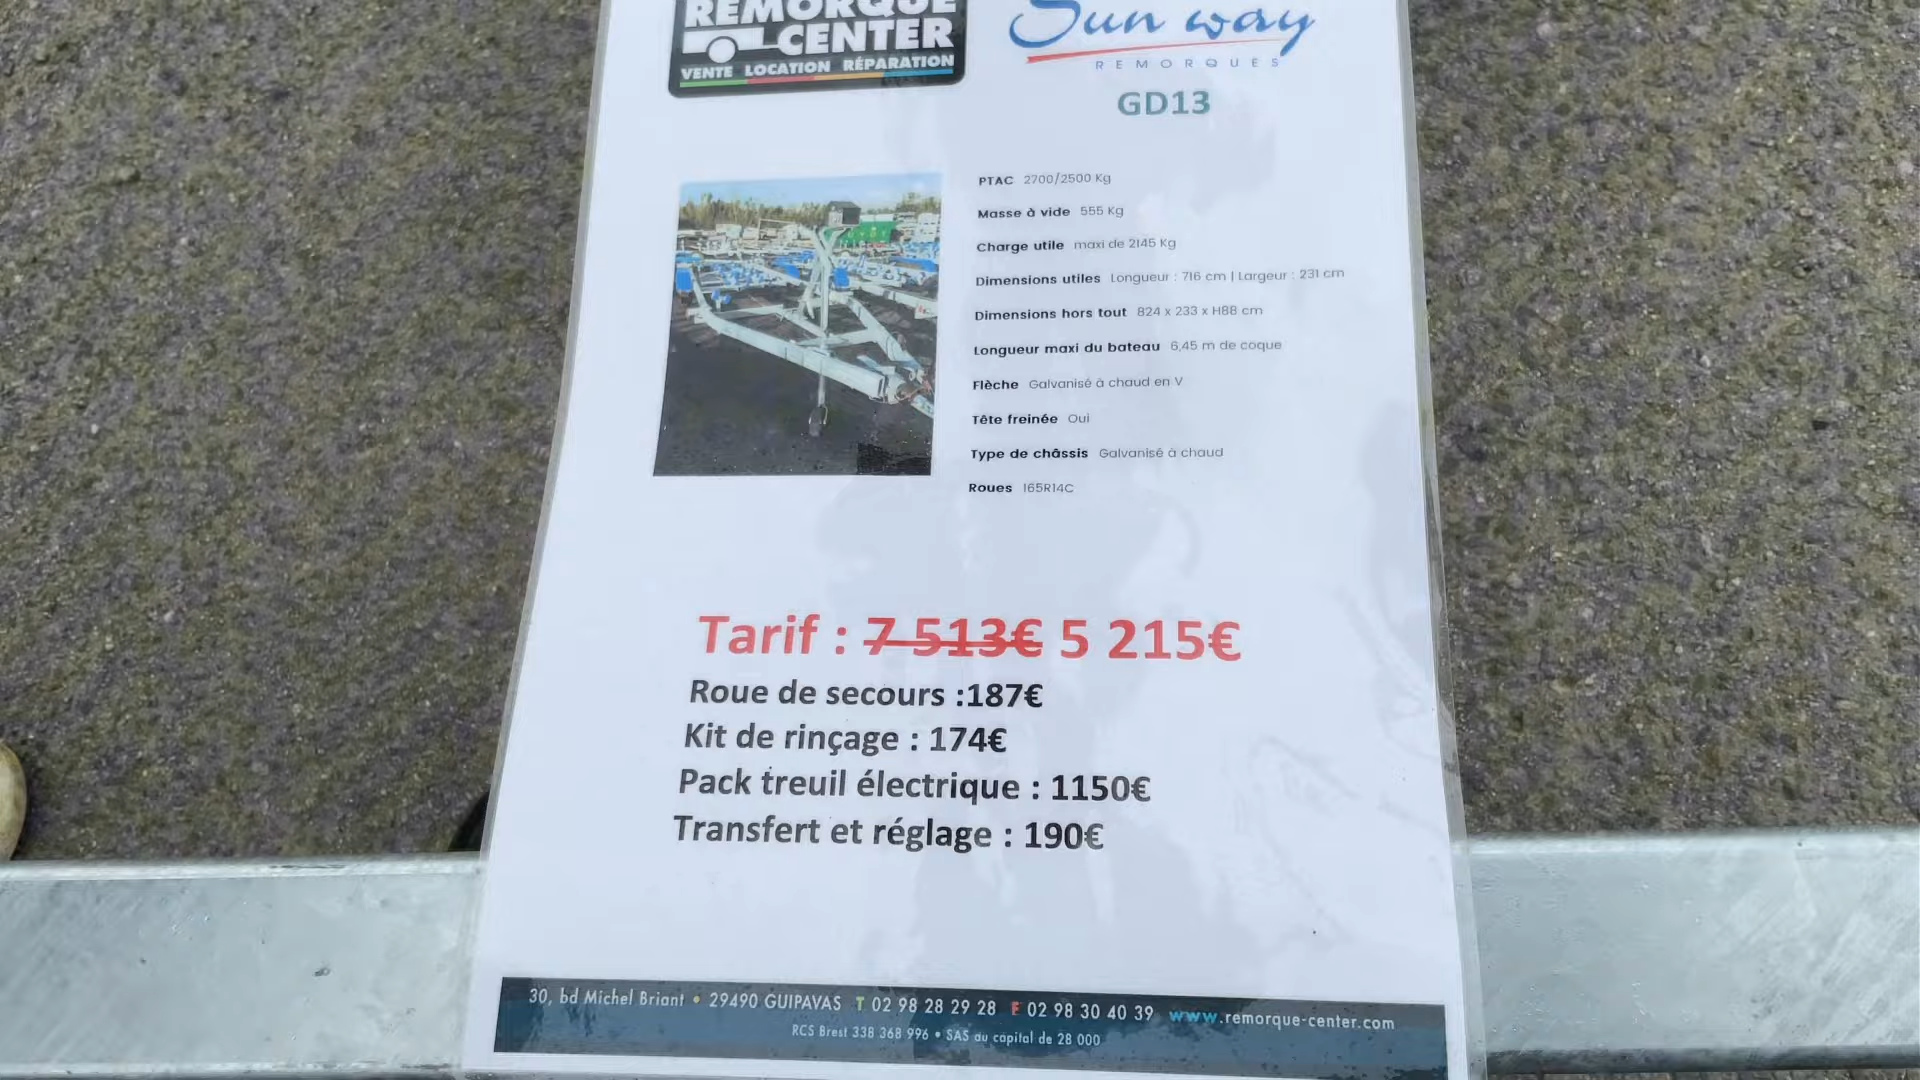 REMORQUE
CENTER
VENTE LOCATION RÉPARATION
Sun way
REMORQUES
GD13
PTAC 2700/2500 Kg
Masse à vide 555 Kg
Charge utile maxi de 2145 Kg
Dimensions utiles Longueur : 716 cm | Largeur : 231 cm
Dimensions hors tout 824 x 233 x H88 cm
Longueur maxi du bateau 6,45 m de coque
Flèche Galvanisé à chaud en V
Tête freinée Oui
Type de châssis Galvanisé à chaud
Roues 165R14C
Tarif : 7 513€ 5 215€
Roue de secours :187€
Kit de rinçage : 174€
Pack treuil électrique : 1150€
Transfert et réglage : 190€
30, bd Michel Briant • 29490 GUIPAVAS T 02 98 28 29 28 F 02 98 30 40 39 www.remorque-center.com
RCS Brest 338 368 996 • SAS au capital de 28 000